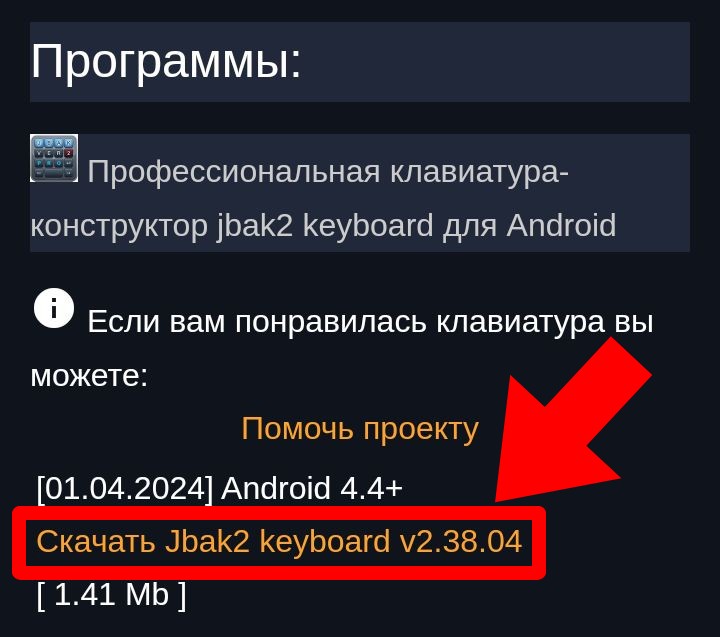 Программы:
Профессиональная клавиатура-
конструктор jbak2 keyboard для Android
Если вам понравилась клавиатура вы
можете:
Помочь проекту
[01.04.2024] Android 4.4+
Скачать Jbak2 keyboard v2.38.04
[ 1.41 Mb ]